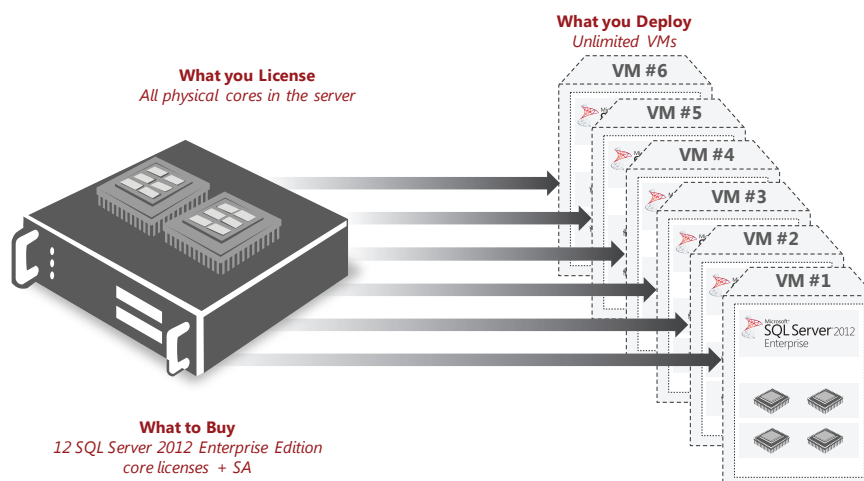 What you Deploy
Unlimited VMs
What you License
All physical cores in the server
VM #6
VM #5
VM #4
VM #3
VM #2
VM #1
Microsoft®
SQL Server 2012
Enterprise
What to Buy
12 SQL Server 2012 Enterprise Edition
core licenses + SA